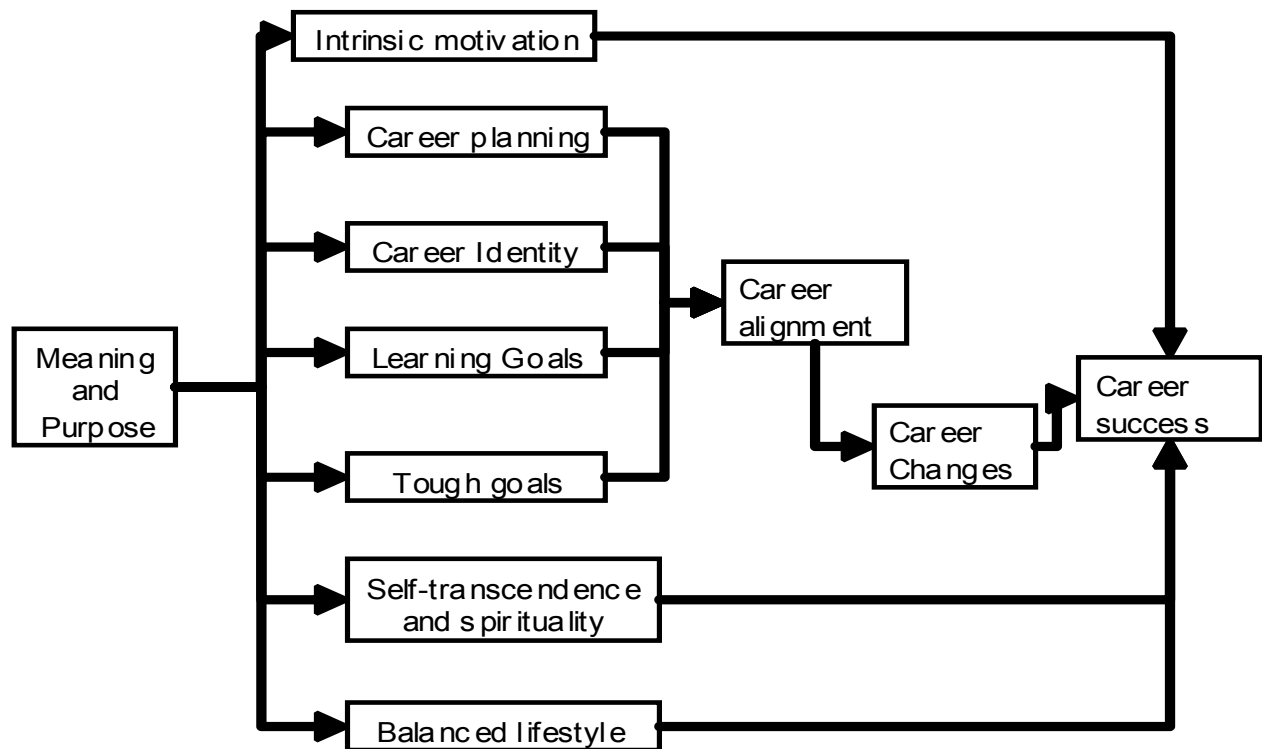 Intrinsic motivation
Career planning
Career Identity
Career
alignment
Learning Goals
Meaning
and
Purpose
Career
success
Career
Changes
Tough goals
Self-transcendence
and spirituality
Balanced lifestyle